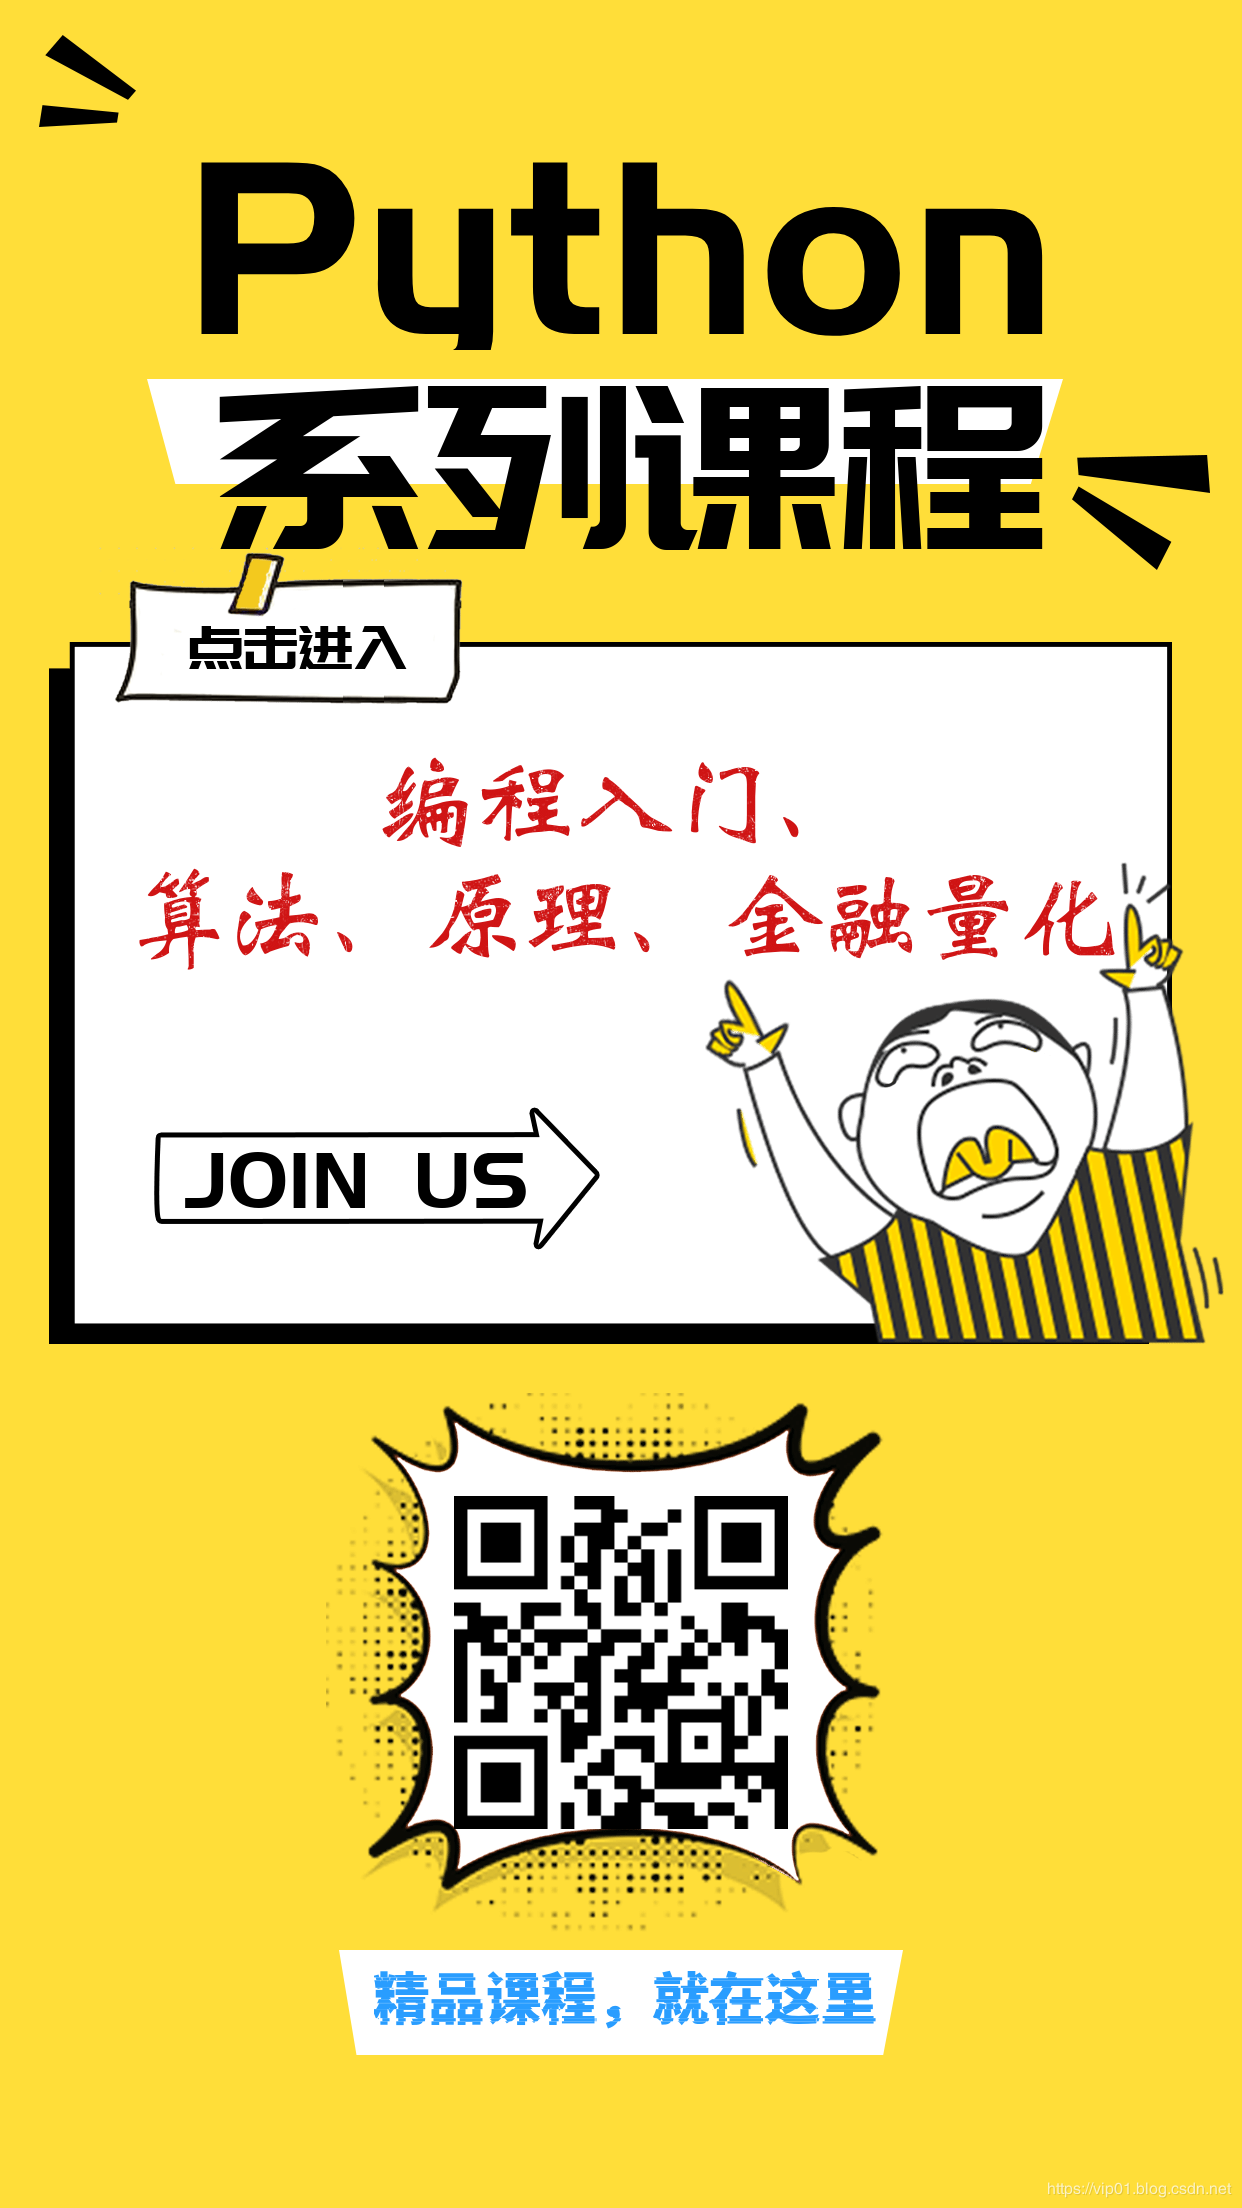 Python
系列课程
点击进入
编程入门、
算法、原理、金融量化
JOIN US
精品课程，就在这里
https://vip01.blog.csdn.net